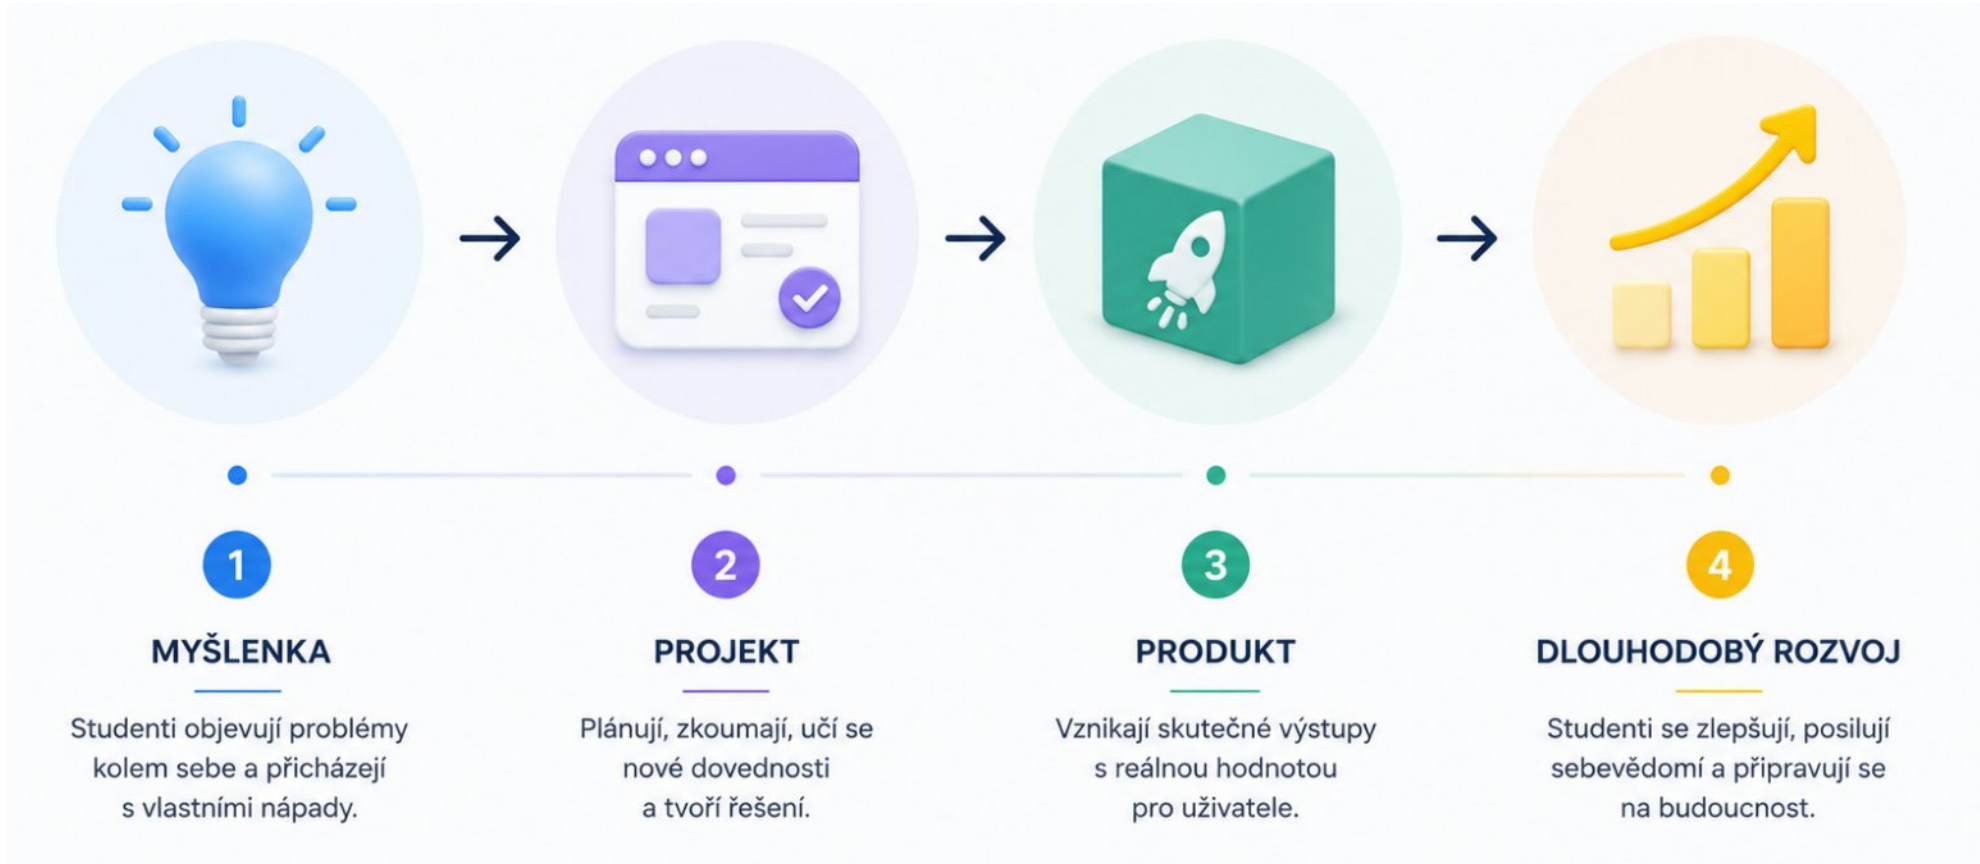 1
MYŠLENKA
Studenti objevují problémy
kolem sebe a přicházejí
s vlastními nápady.
2
PROJEKT
Plánují, zkoumají, učí se
nové dovednosti
a tvoří řešení.
3
PRODUKT
Vznikají skutečné výstupy
s reálnou hodnotou
pro uživatele.
4
DLOUHODOBÝ ROZVOJ
Studenti se zlepšují, posilují
sebevědomí a připravují se
na budoucnost.